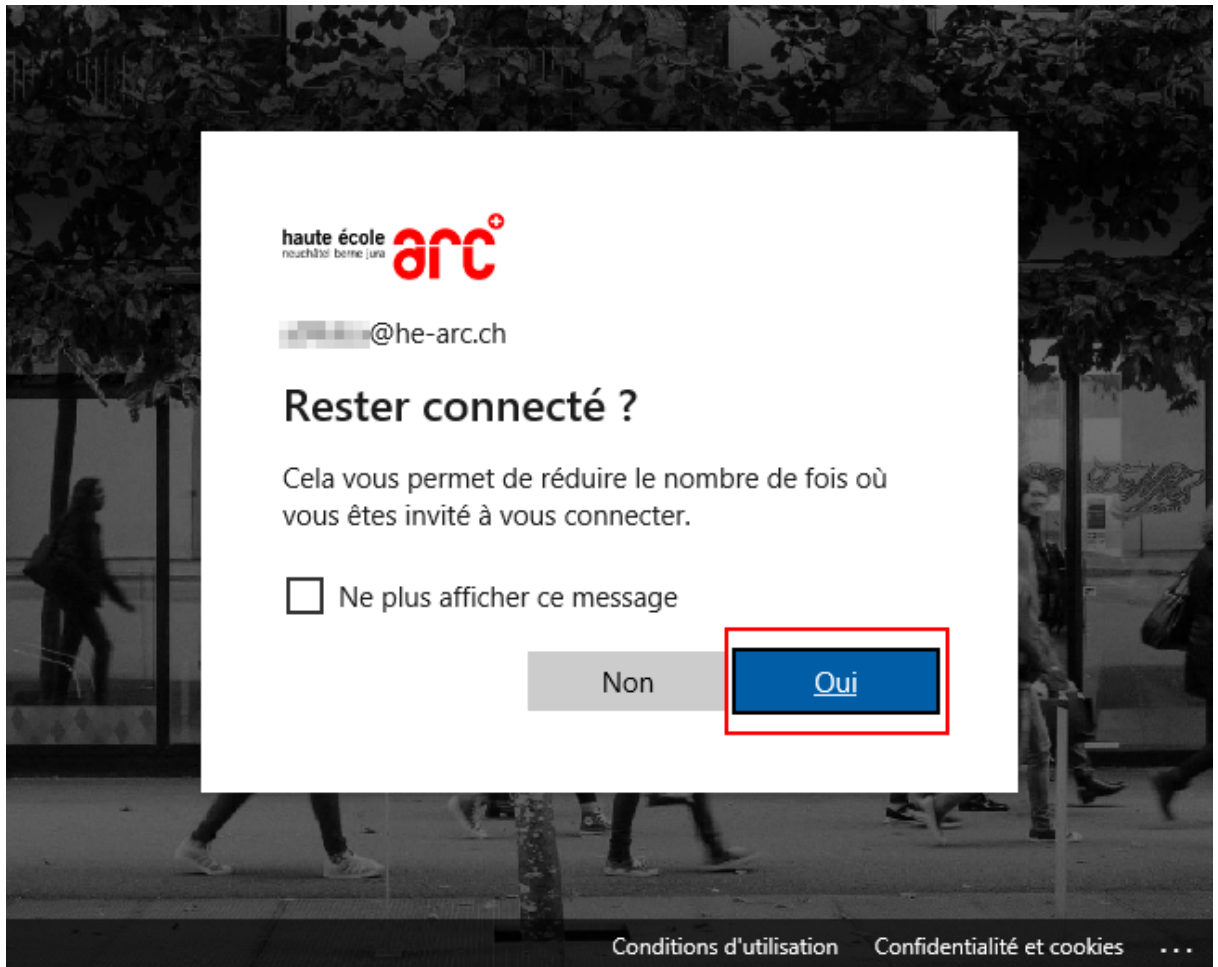 haute école
neuchâtel berne jura
arc
@he-arc.ch
Rester connecté ?
Cela vous permet de réduire le nombre de fois où
vous êtes invité à vous connecter.
Ne plus afficher ce message
Non Oui
Conditions d'utilisation Confidentialité et cookies ...